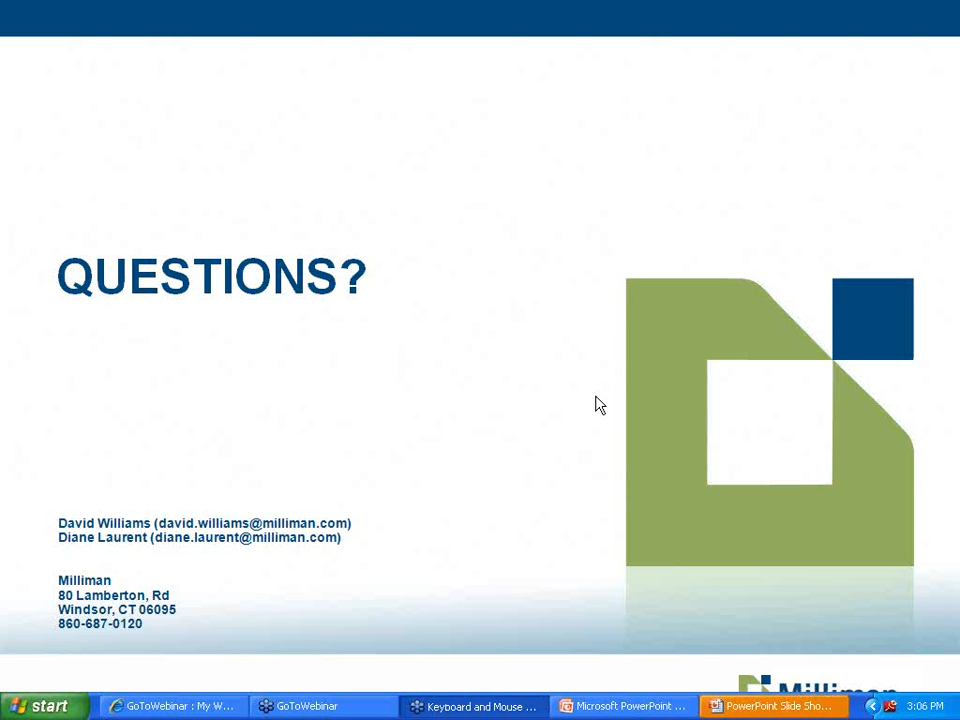 QUESTIONS?
David Williams (david.williams@milliman.com)
Diane Laurent (diane.laurent@milliman.com)
Milliman
80 Lamberton, Rd
Windsor, CT 06095
860-687-0120
Milliman
start
GoToWebinar : My W...
GoToWebinar
Keyboard and Mouse ...
Microsoft PowerPoint ...
PowerPoint Slide Sho...
3:06 PM